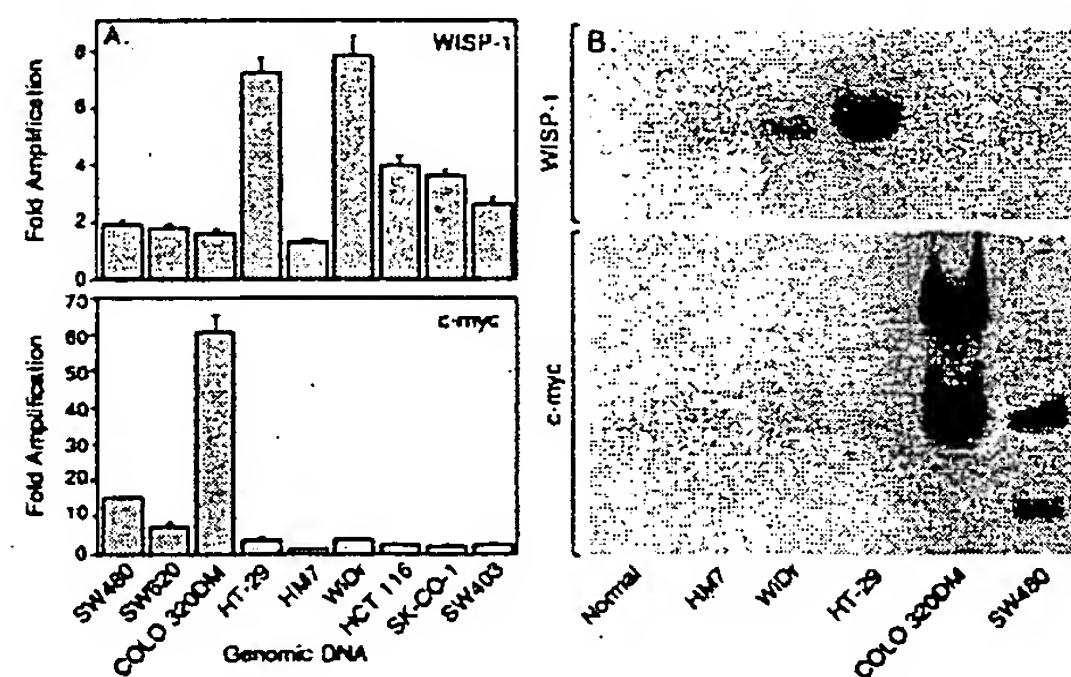 A.
WISP-1
Fold Amplification
8
6
4
2
0
c-myc
Fold Amplification
70
60
50
40
30
20
10
0
SW480
SW620
COLO 320DM
HT-29
HM7
WiDr
HCT 116
SK-CO-1
SW403
Genomic DNA
B.
WISP-1
c-myc
Normal
HM7
WiDr
HT-29
COLO 320DM
SW480